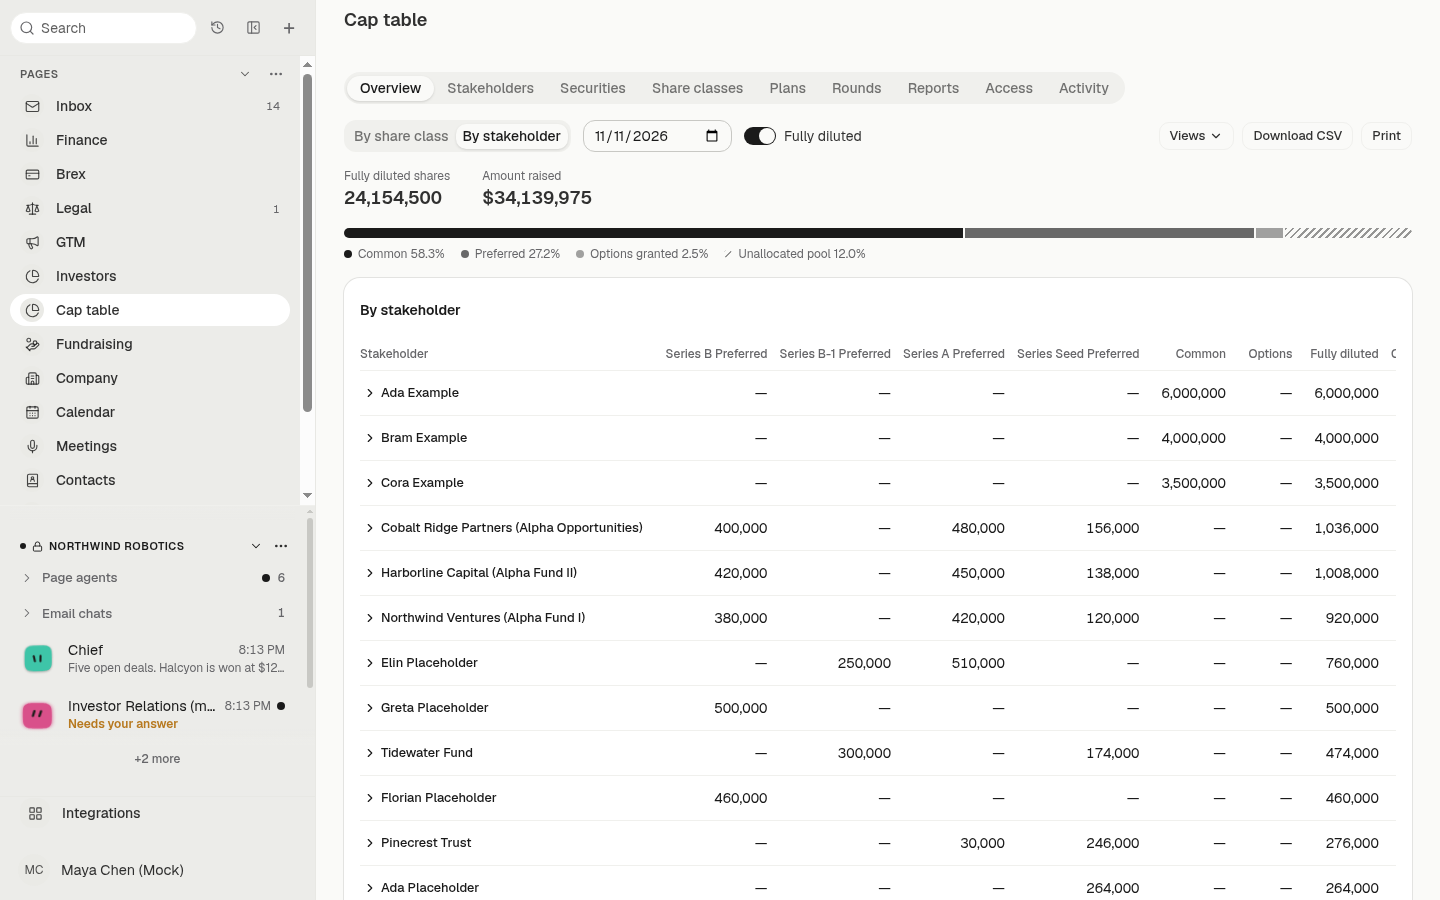 Search
PAGES
Inbox 14
Finance
Brex
Legal 1
GTM
Investors
Cap table
Fundraising
Company
Calendar
Meetings
Contacts
NORTHWIND ROBOTICS
Page agents 6
Email chats 1
Chief 8:13 PM
Five open deals. Halcyon is won at $12...
Investor Relations (m... 8:13 PM
Needs your answer
+2 more
Integrations
MC Maya Chen (Mock)
Cap table
Overview Stakeholders Securities Share classes Plans Rounds Reports Access Activity
By share class By stakeholder 11/11/2026 Fully diluted Views Download CSV Print
Fully diluted shares Amount raised
24,154,500 $34,139,975
Common 58.3% Preferred 27.2% Options granted 2.5% Unallocated pool 12.0%
By stakeholder
Stakeholder Series B Preferred Series B-1 Preferred Series A Preferred Series Seed Preferred Common Options Fully diluted
Ada Example — — — — 6,000,000 — 6,000,000
Bram Example — — — — 4,000,000 — 4,000,000
Cora Example — — — — 3,500,000 — 3,500,000
Cobalt Ridge Partners (Alpha Opportunities) 400,000 — 480,000 156,000 — — 1,036,000
Harborline Capital (Alpha Fund II) 420,000 — 450,000 138,000 — — 1,008,000
Northwind Ventures (Alpha Fund I) 380,000 — 420,000 120,000 — — 920,000
Elin Placeholder — 250,000 510,000 — — — 760,000
Greta Placeholder 500,000 — — — — — 500,000
Tidewater Fund — 300,000 — 174,000 — — 474,000
Florian Placeholder 460,000 — — — — — 460,000
Pinecrest Trust — — 30,000 246,000 — — 276,000
Ada Placeholder — — — 264,000 — — 264,000